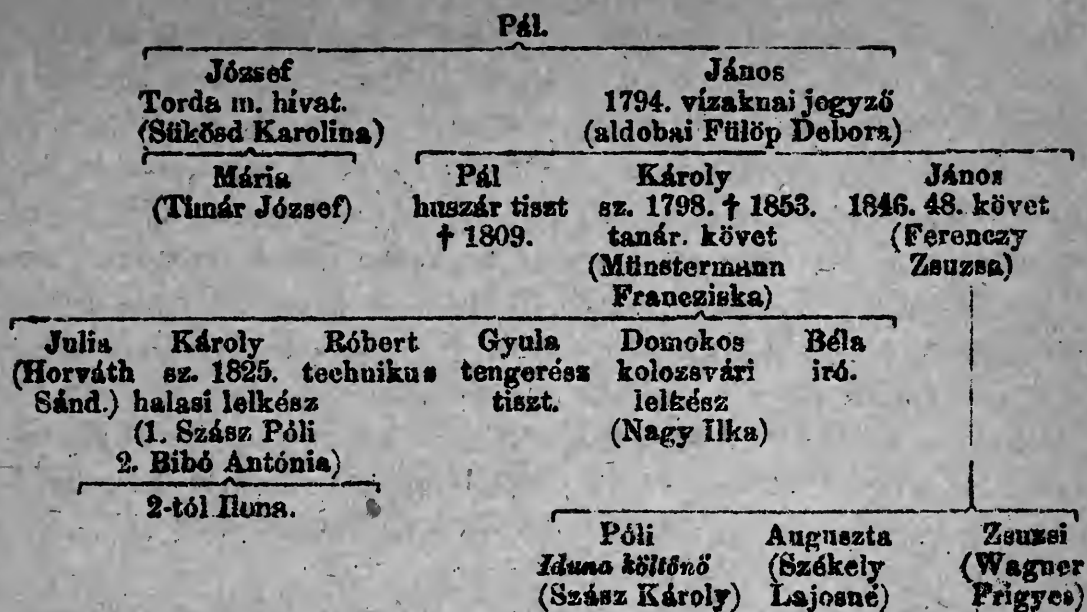 Pál.
József János
Torda m. hivat. 1794. vízaknai jegyző
(Sükösd Karolina) (aldobai Fülöp Debora)
Mária Pál Károly János
(Timár József) huszár tiszt sz. 1798. † 1853. 1846. 48. követ
† 1809. tanár. követ (Ferenczy
(Münstermann Zsuzsa)
Francziska)
Julia Károly Róbert Gyula Domokos Béla
(Horváth sz. 1825. technikus tengerész kolozsvári iró.
Sánd.) halasi lelkész tiszt. lelkész
(1. Szász Póli (Nagy Ilka)
2. Bibó Antónia)
2-tól Ilona.
Póli Auguszta Zsuzsi
Iduna költőnő (Székely (Wagner
(Szász Károly) Lajosné) Frigyes)